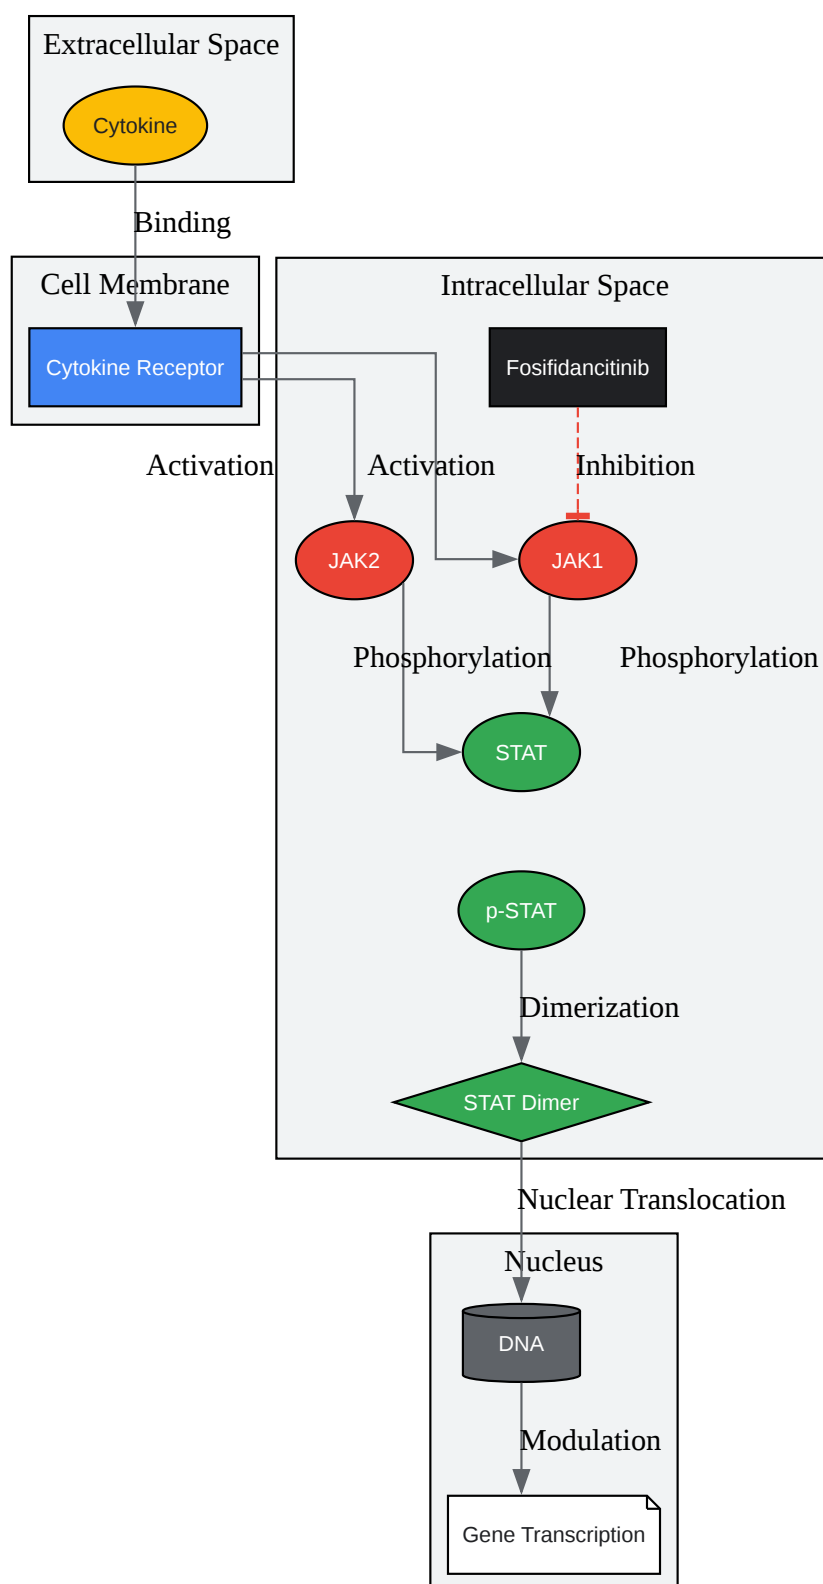 Extracellular Space
Cytokine
Binding
Cell Membrane
Intracellular Space
Cytokine Receptor
Fosifidancitinib
Activation
Activation
Inhibition
JAK2
JAK1
Phosphorylation
Phosphorylation
STAT
p-STAT
Dimerization
STAT Dimer
Nuclear Translocation
Nucleus
DNA
Modulation
Gene Transcription